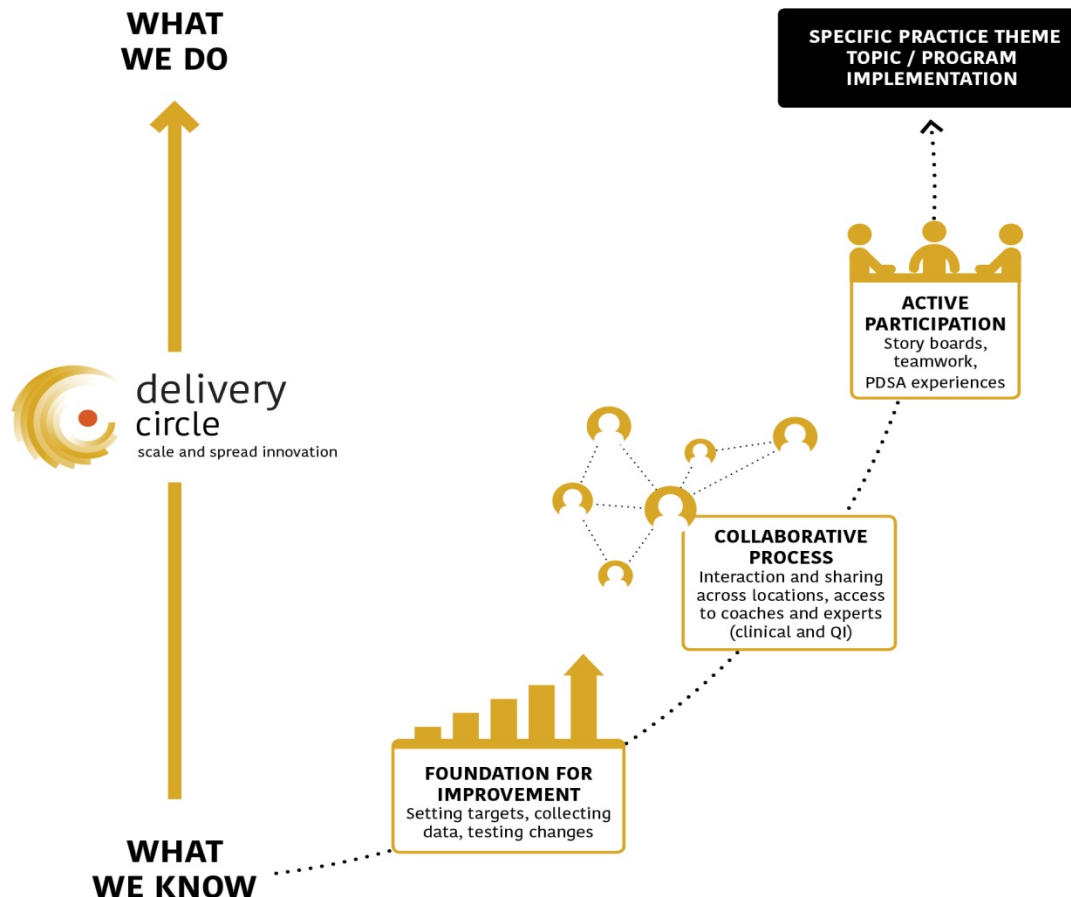 WHAT
WE DO
SPECIFIC PRACTICE THEME
TOPIC / PROGRAM
IMPLEMENTATION
ACTIVE
PARTICIPATION
Story boards,
teamwork,
PDSA experiences
delivery
circle
scale and spread innovation
COLLABORATIVE
PROCESS
Interaction and sharing
across locations, access
to coaches and experts
(clinical and QI)
FOUNDATION FOR
IMPROVEMENT
Setting targets, collecting
data, testing changes
WHAT
WE KNOW